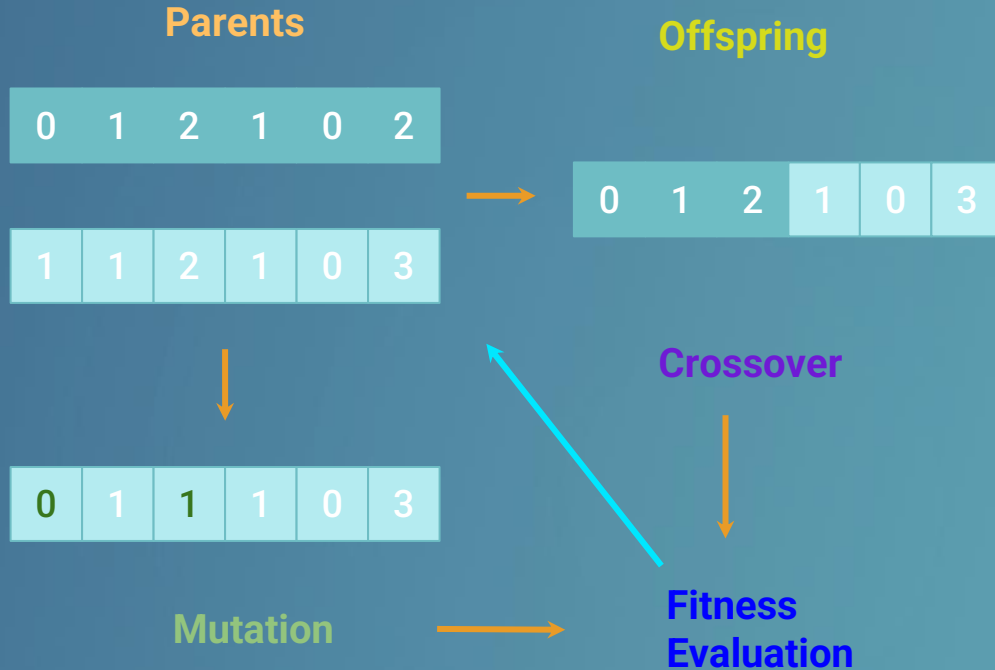 Parents
Offspring
0 1 2 1 0 2
0 1 2 1 0 3
1 1 2 1 0 3
Crossover
0 1 1 1 0 3
Mutation
Fitness
Evaluation